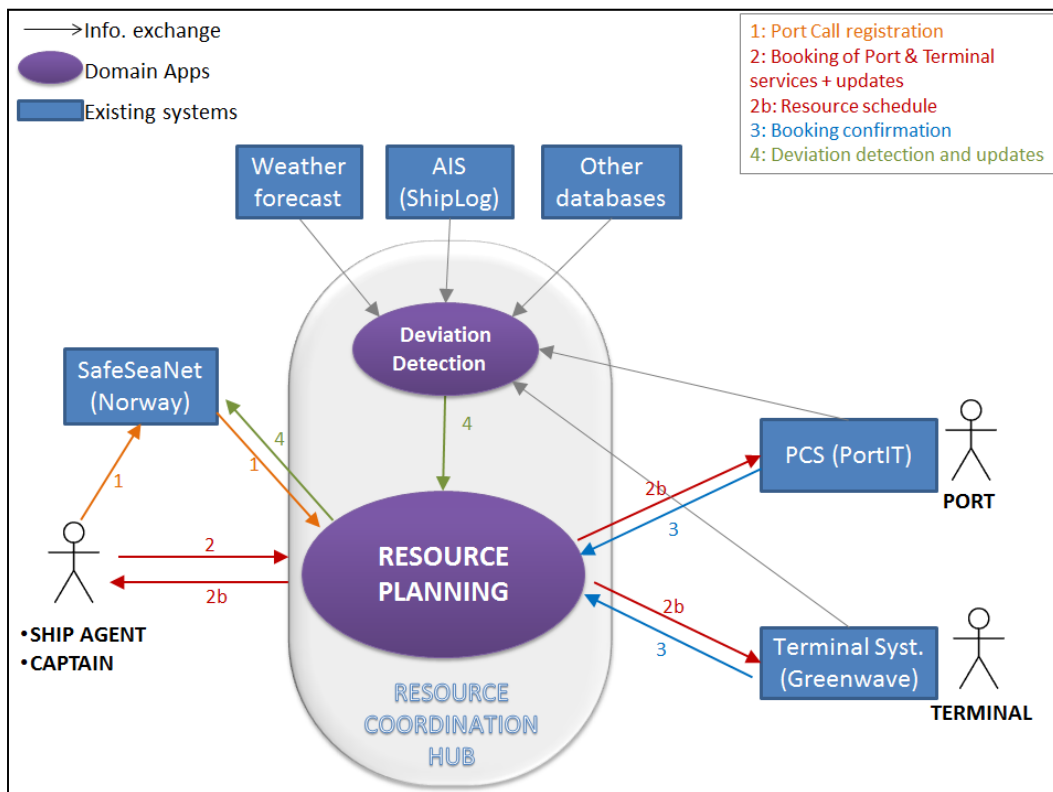 Info. exchange
Domain Apps
Existing systems
1: Port Call registration
2: Booking of Port & Terminal
services + updates
2b: Resource schedule
3: Booking confirmation
4: Deviation detection and updates
Weather
forecast
AIS
(ShipLog)
Other
databases
Deviation
Detection
SafeSeaNet
(Norway)
4
4
1
1
PCS (PortIT)
PORT
2b
3
RESOURCE
PLANNING
2
2b
•SHIP AGENT
•CAPTAIN
2b
3
Terminal Syst.
(Greenwave)
TERMINAL
RESOURCE
COORDINATION
HUB